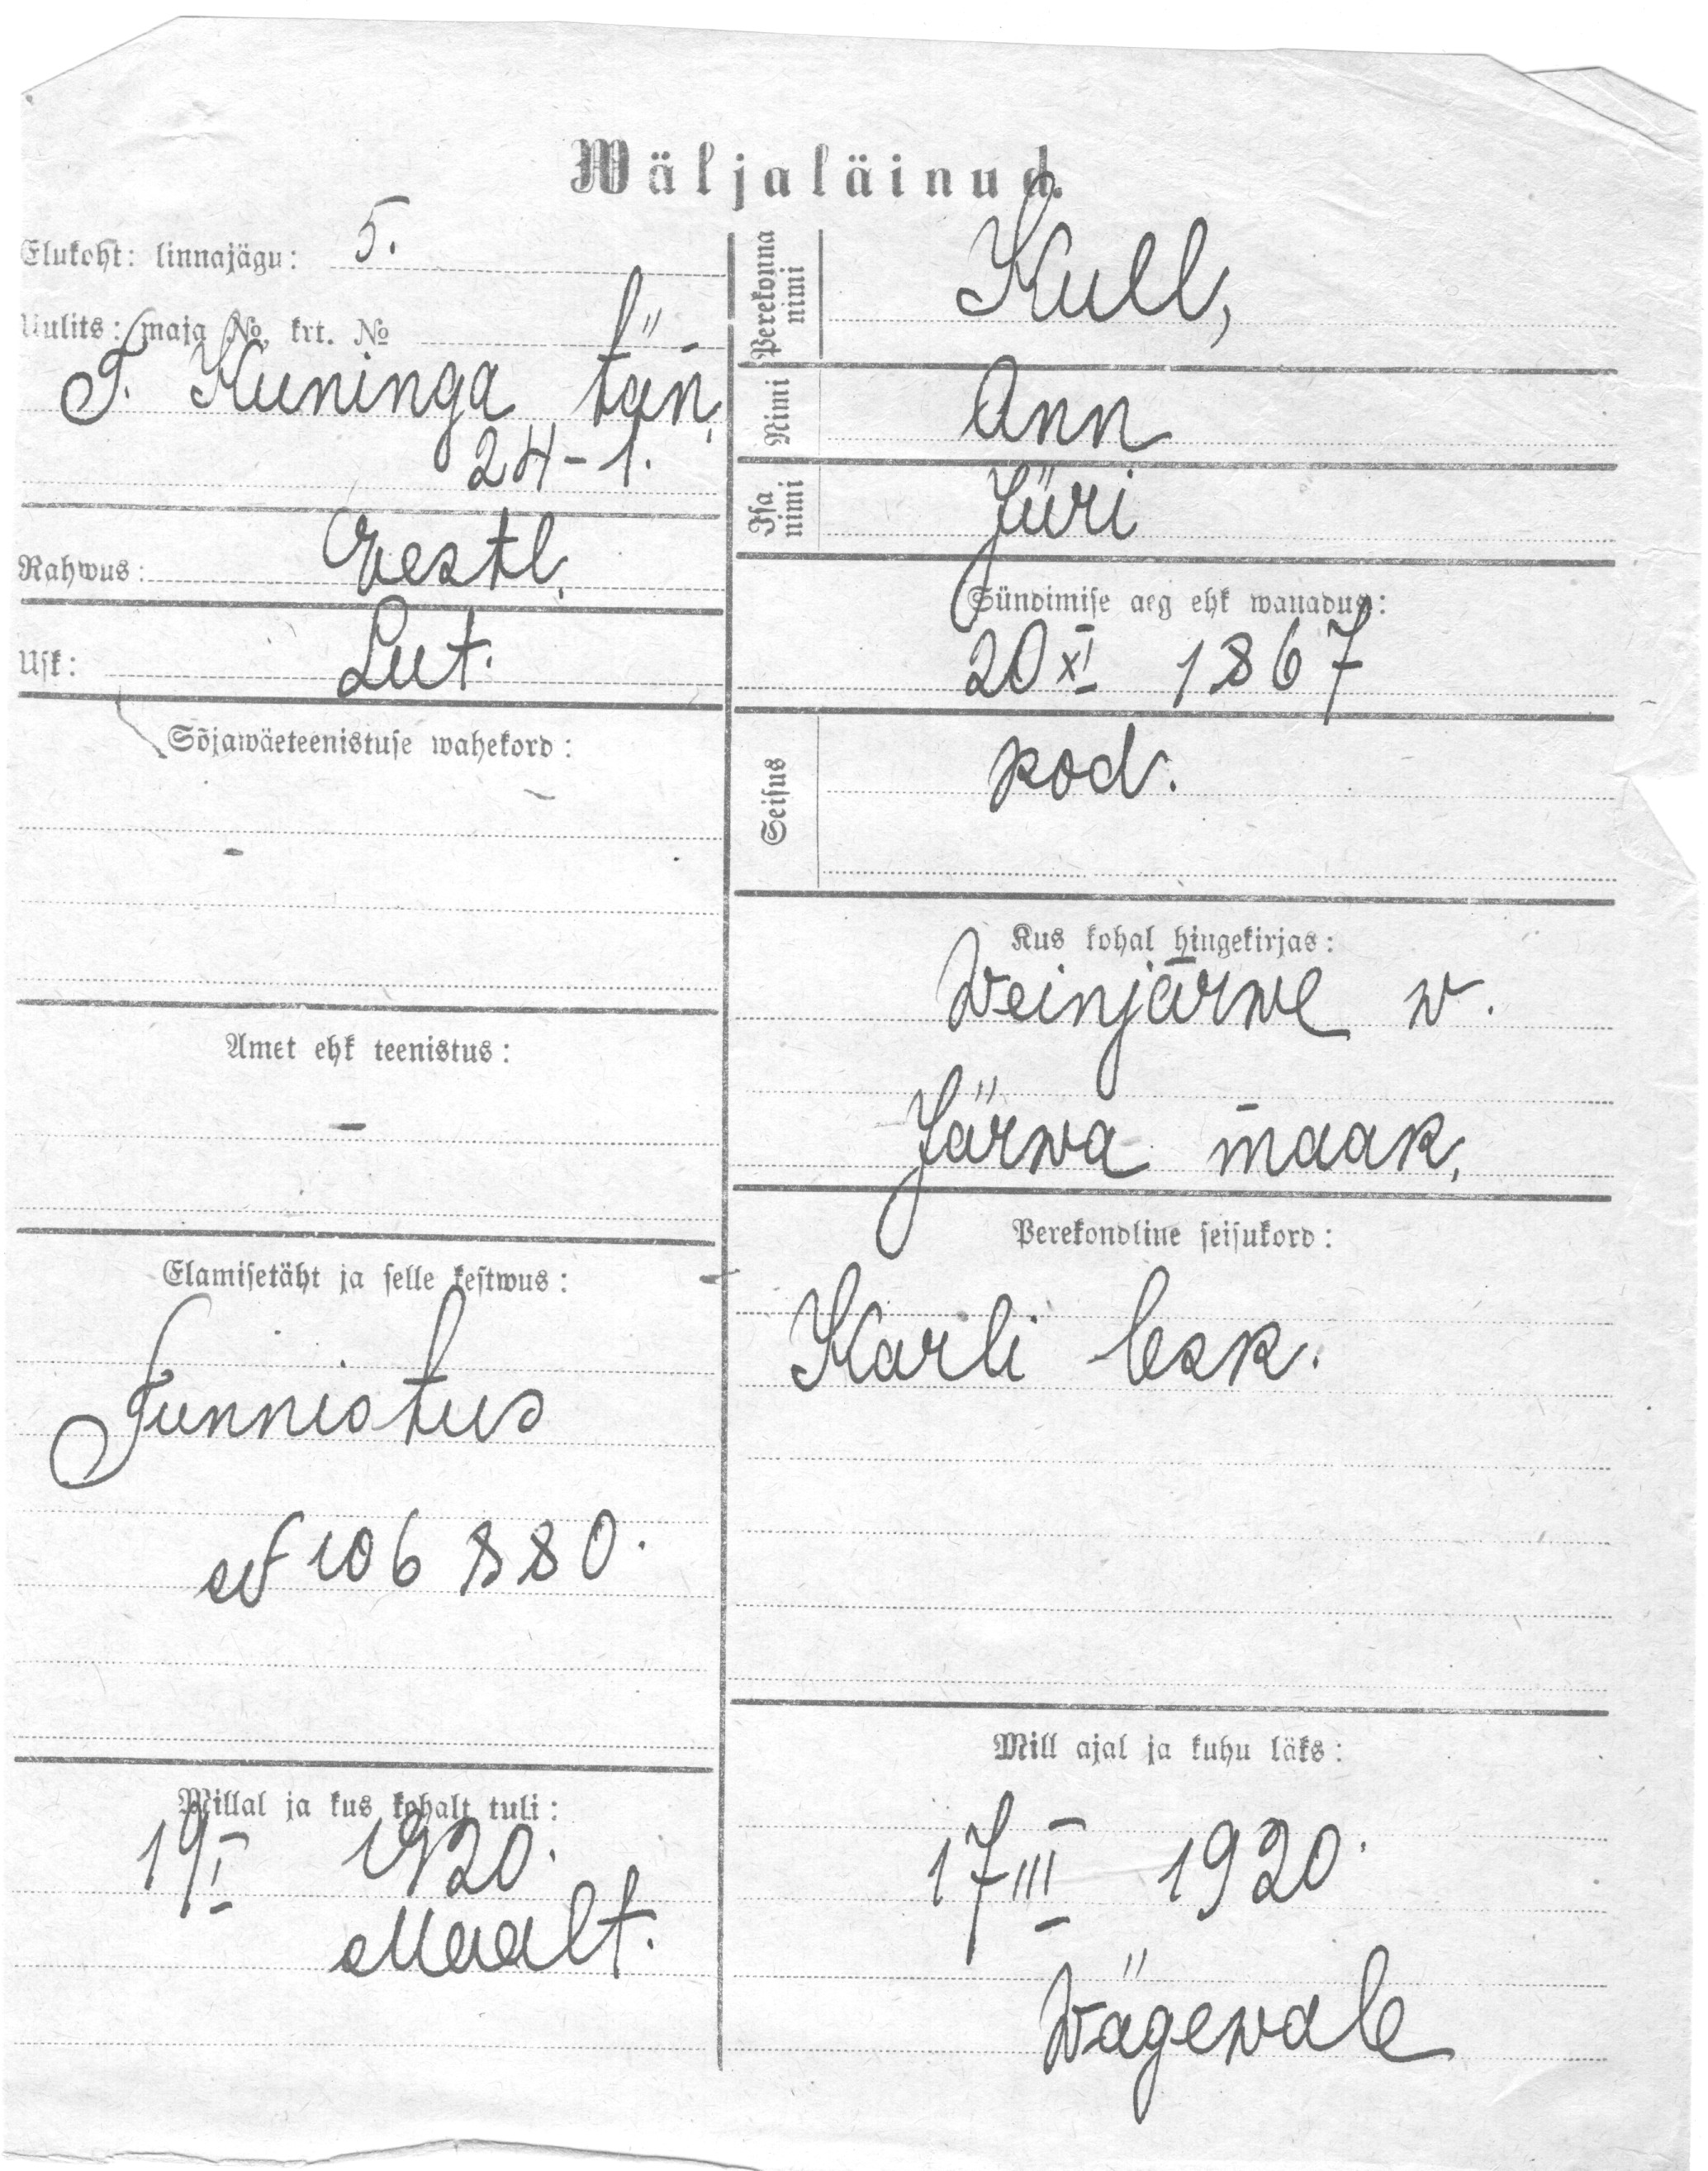 Wäljaläinud.
Elukoht: linnajägu: 5.
Uulits: maja №, krt. №
T. Kuninga tän,
24-1.
Rahwus: Eestl.
Usk: Lut.
Sõjawäeteenistuse wahekord:
-
Amet ehk teenistus:
-
Elamisetäht ja selle kestwus:
Tunnistus
№ 106 880.
Millal ja kus kohalt tuli:
19 I 1920.
Maalt.
Perekonna nimi
Kull,
Nimi
Ann
Isa nimi
Jüri
Sündimise aeg ehk wanadus:
20 XI 1867
Seisus
kod.
Kus kohal hingekirjas:
Weinjärwe w.
Järwa maak.
Perekondline seisukord:
Karli lesk.
Mill ajal ja kuhu läks:
17 III 1920.
Wägewale